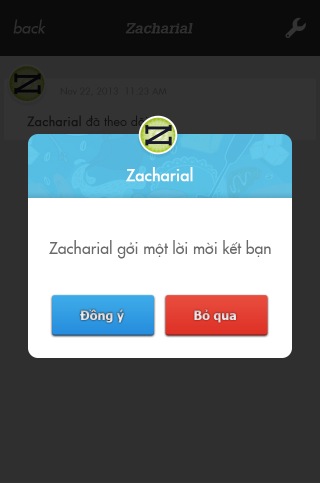 back
Zacharial
Nov 22, 2013 11:23 AM
Zacharial đã theo dõ
Zacharial
Zacharial gởi một lời mời kết bạn
Đồng ý
Bỏ qua